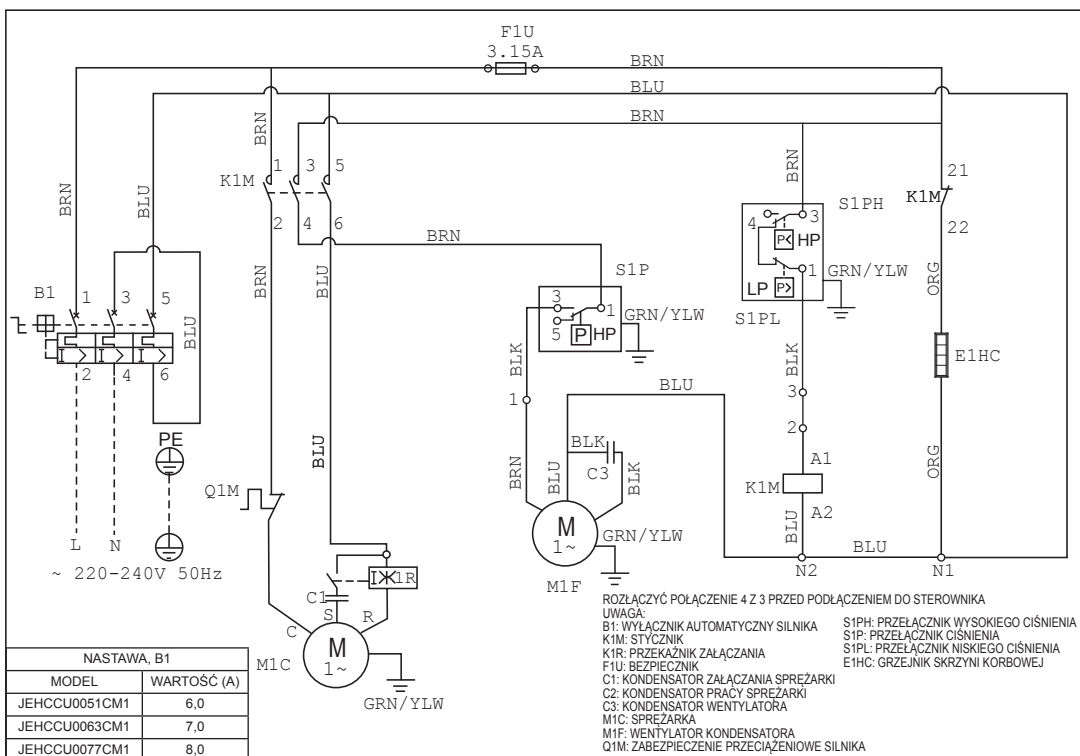 F1U
3.15A
BRN
BLU
BRN
BRN
BRN
BLU
BRN
K1M
1 3 5
2 4 6
BRN
BLU
BRN
21
K1M
22
S1PH
4 3
P< HP
1
LP P>
S1PL
GRN/YLW
ORG
S1P
3 1
5
P HP
GRN/YLW
B1
1 3 5
BLU
I> I> I>
2 4 6
BLK
1
BLU
BLK
3
2
E1HC
PE
BLU
BRN
BLU
BLK
C3
BLK
A1
K1M
A2
BLU
ORG
Q1M
M
1~
GRN/YLW
M1F
BLU
N2
N1
L N
~ 220-240V 50Hz
I 1R
C1
S
R
C
M
1~
M1C
GRN/YLW
ROZŁĄCZYĆ POŁĄCZENIE 4 Z 3 PRZED PODŁĄCZENIEM DO STEROWNIKA
UWAGA:
B1: WYŁĄCZNIK AUTOMATYCZNY SILNIKA
K1M: STYCZNIK
K1R: PRZEKAŹNIK ZAŁĄCZANIA
F1U: BEZPIECZNIK
C1: KONDENSATOR ZAŁĄCZANIA SPRĘŻARKI
C2: KONDENSATOR PRACY SPRĘŻARKI
C3: KONDENSATOR WENTYLATORA
M1C: SPRĘŻARKA
M1F: WENTYLATOR KONDENSATORA
Q1M: ZABEZPIECZENIE PRZECIĄŻENIOWE SILNIKA
S1PH: PRZEŁĄCZNIK WYSOKIEGO CIŚNIENIA
S1P: PRZEŁĄCZNIK CIŚNIENIA
S1PL: PRZEŁĄCZNIK NISKIEGO CIŚNIENIA
E1HC: GRZEJNIK SKRZYNI KORBOWEJ
NASTAWA, B1
MODEL WARTOŚĆ (A)
JEHCCU0051CM1 6,0
JEHCCU0063CM1 7,0
JEHCCU0077CM1 8,0